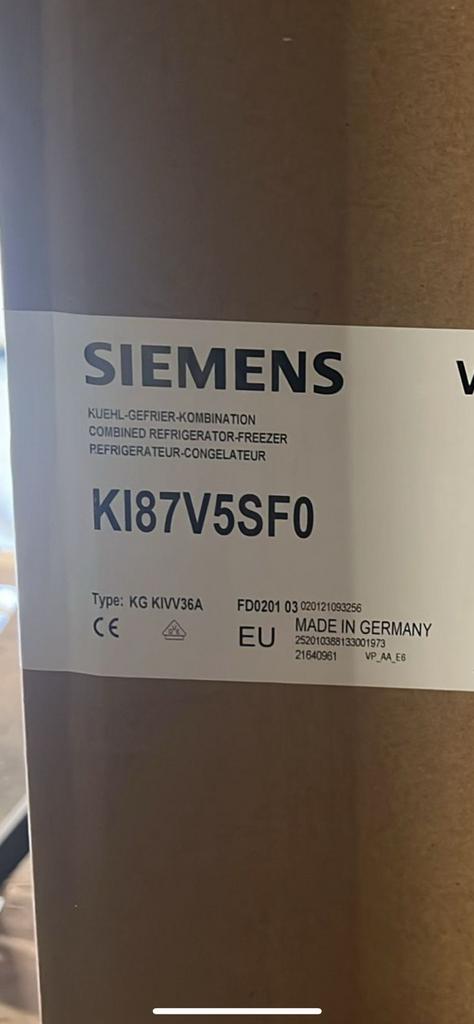 SIEMENS
KUEHL-GEFRIER-KOMBINATION
COMBINED REFRIGERATOR-FREEZER
REFRIGERATEUR-CONGELATEUR
KI87V5SF0
Type: KG KIVV36A
FD0201 03 020121093256
CE
EU
MADE IN GERMANY
252010388133001973
21640961 VP_AA_E6